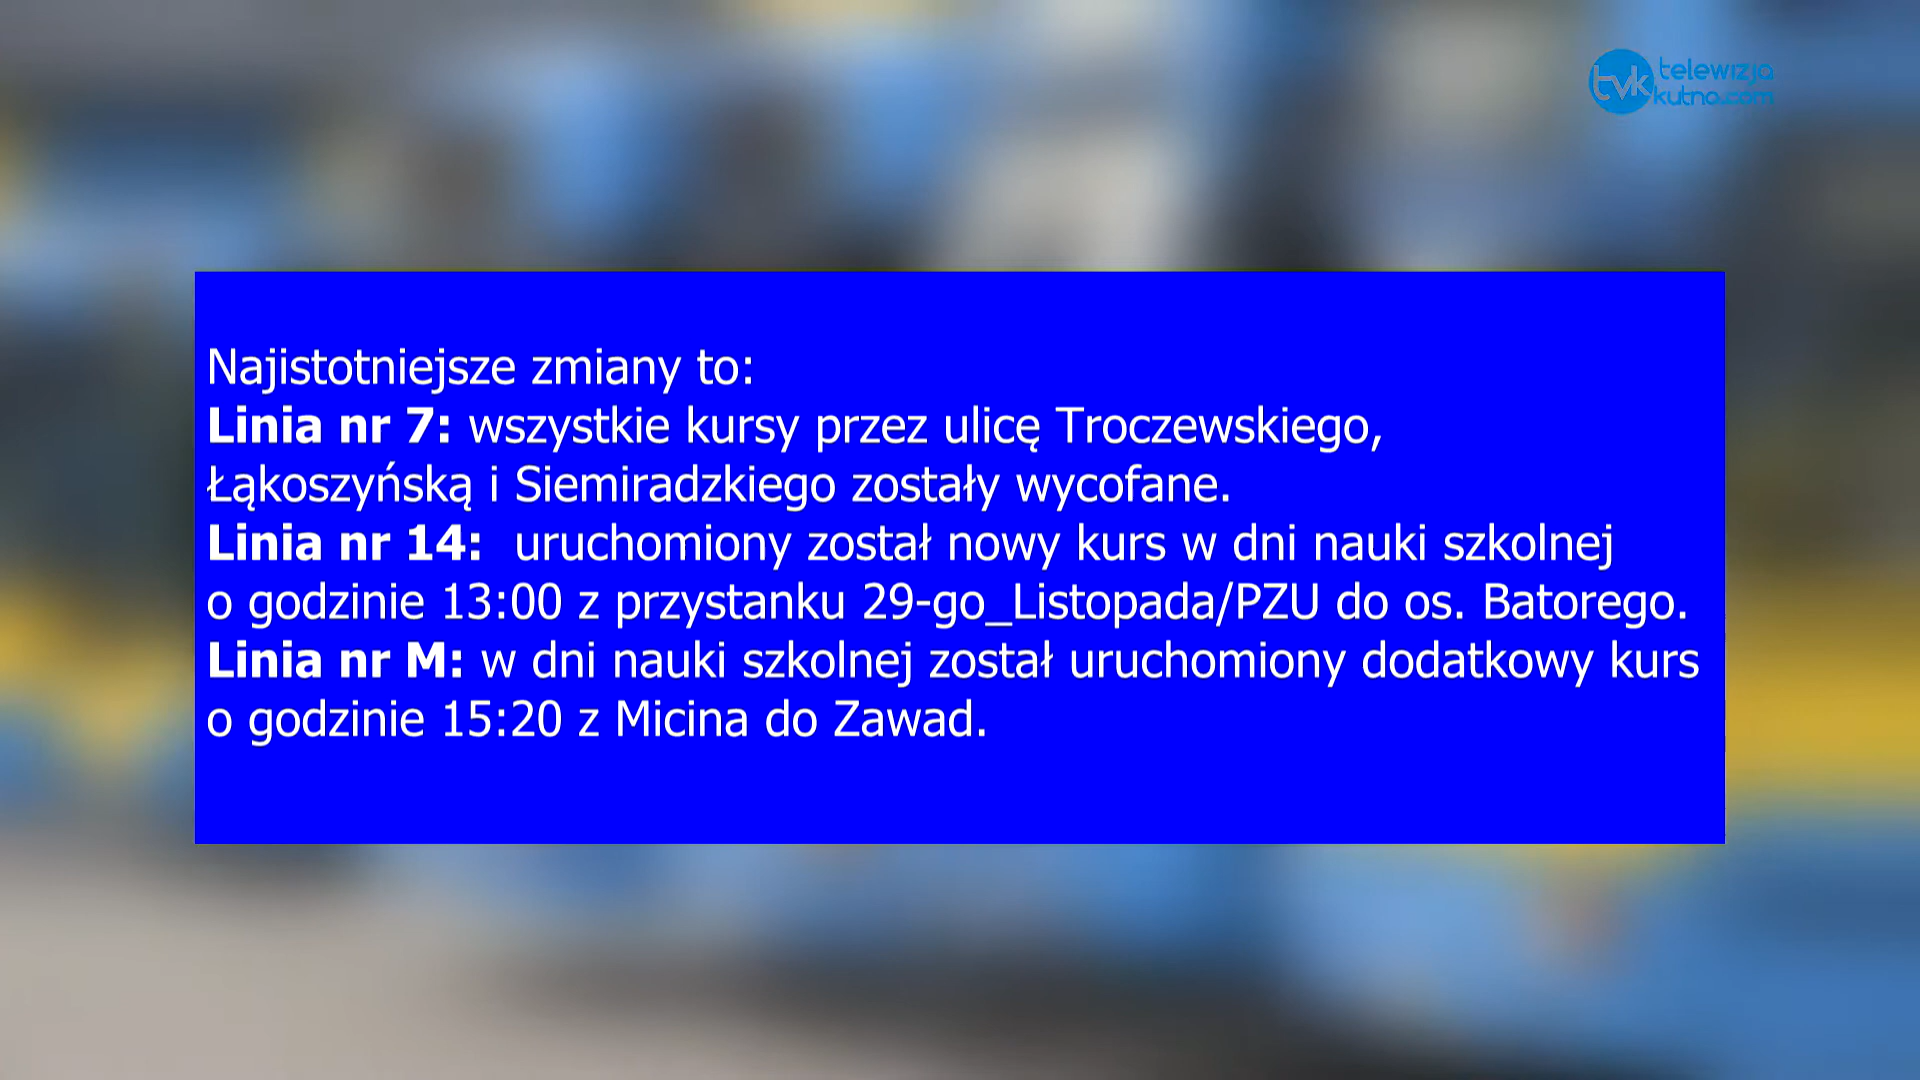 tvk telewizja
kutno.com
Najistotniejsze zmiany to:
Linia nr 7: wszystkie kursy przez ulicę Troczewskiego,
Łąkoszyńską i Siemiradzkiego zostały wycofane.
Linia nr 14:  uruchomiony został nowy kurs w dni nauki szkolnej
o godzinie 13:00 z przystanku 29-go_Listopada/PZU do os. Batorego.
Linia nr M: w dni nauki szkolnej został uruchomiony dodatkowy kurs
o godzinie 15:20 z Micina do Zawad.